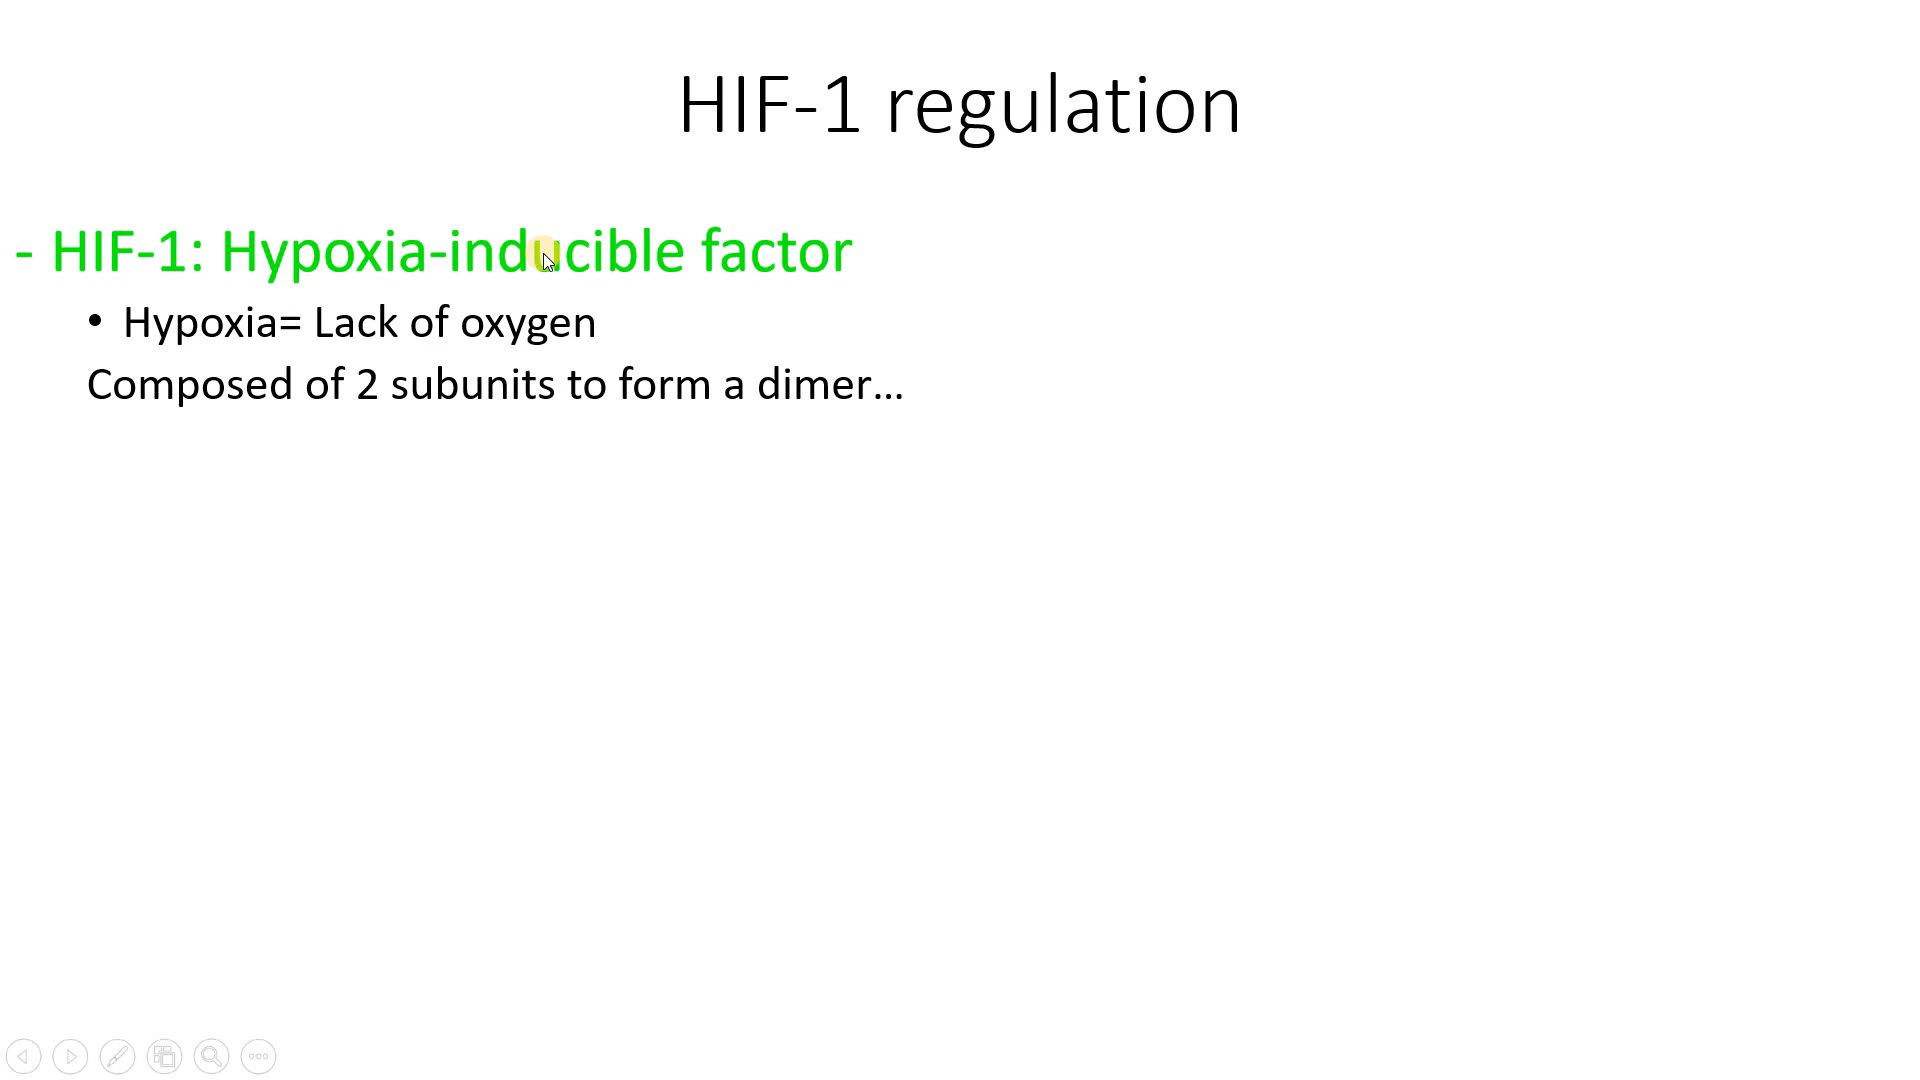 HIF-1 regulation
- HIF-1: Hypoxia-inducible factor
• Hypoxia= Lack of oxygen
Composed of 2 subunits to form a dimer...